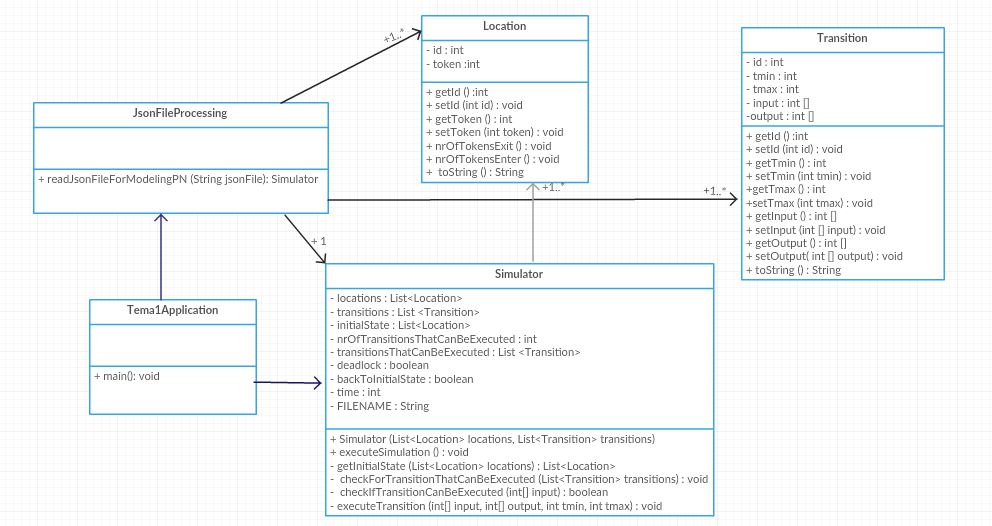 Location
- id : int
- token :int
+ getId () :int
+ setId (int id) : void
+ getToken () : int
+ setToken (int token) : void
+ nrOfTokensExit () : void
+ nrOfTokensEnter () : void
+ toString () : String
Transition
- id : int
- tmin : int
- tmax : int
- input : int []
-output : int []
+ getId () :int
+ setId (int id) : void
+ getTmin () : int
+ setTmin (int tmin) : void
+getTmax () : int
+setTmax (int tmax) : void
+ getInput () : int []
+ setInput (int [] input) : void
+ getOutput () : int []
+ setOutput( int [] output) : void
+ toString () : String
JsonFileProcessing
+ readJsonFileForModelingPN (String jsonFile): Simulator
+1..*
+1..*
+1..*
+ 1
Tema1Application
+ main(): void
Simulator
- locations : List<Location>
- transitions : List <Transition>
- initialState : List<Location>
- nrOfTransitionsThatCanBeExecuted : int
- transitionsThatCanBeExecuted : List <Transition>
- deadlock : boolean
- backToInitialState : boolean
- time : int
- FILENAME : String
+ Simulator (List<Location> locations, List<Transition> transitions)
+ executeSimulation () : void
- getInitialState (List<Location> locations) : List<Location>
- checkForTransitionThatCanBeExecuted (List<Transition> transitions) : void
- checkIfTransitionCanBeExecuted (int[] input) : boolean
- executeTransition (int[] input, int[] output, int tmin, int tmax) : void